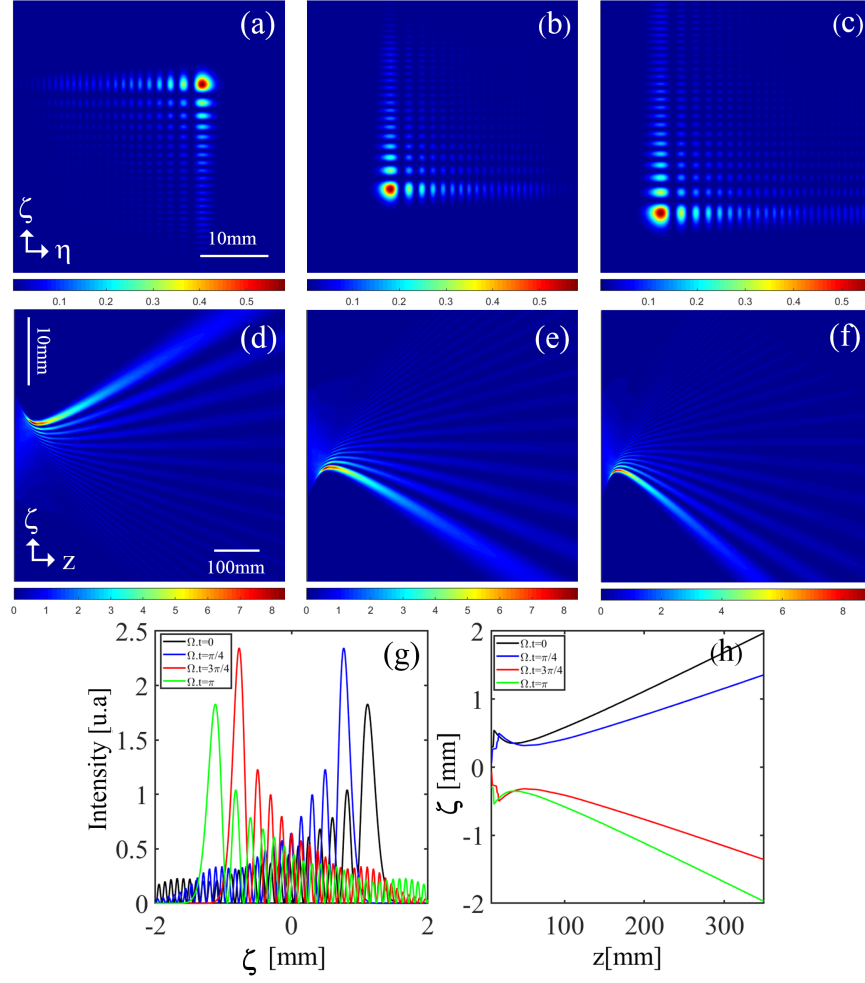 (a)
(b)
(c)
ζ
η
10mm
0.1 0.2 0.3 0.4 0.5
0.1 0.2 0.3 0.4 0.5
0.1 0.2 0.3 0.4 0.5
(d)
(e)
(f)
10mm
ζ
z
100mm
0 1 2 3 4 5 6 7 8
0 1 2 3 4 5 6 7 8
0 2 4 6 8
(g)
Ω.t=0
Ω.t=π/4
Ω.t=3π/4
Ω.t=π
Intensity [u.a]
2.5
2
1.5
1
0.5
0
-2 0 2
ζ [mm]
(h)
Ω.t=0
Ω.t=π/4
Ω.t=3π/4
Ω.t=π
ζ [mm]
2
1
0
-1
-2
100 200 300
z[mm]